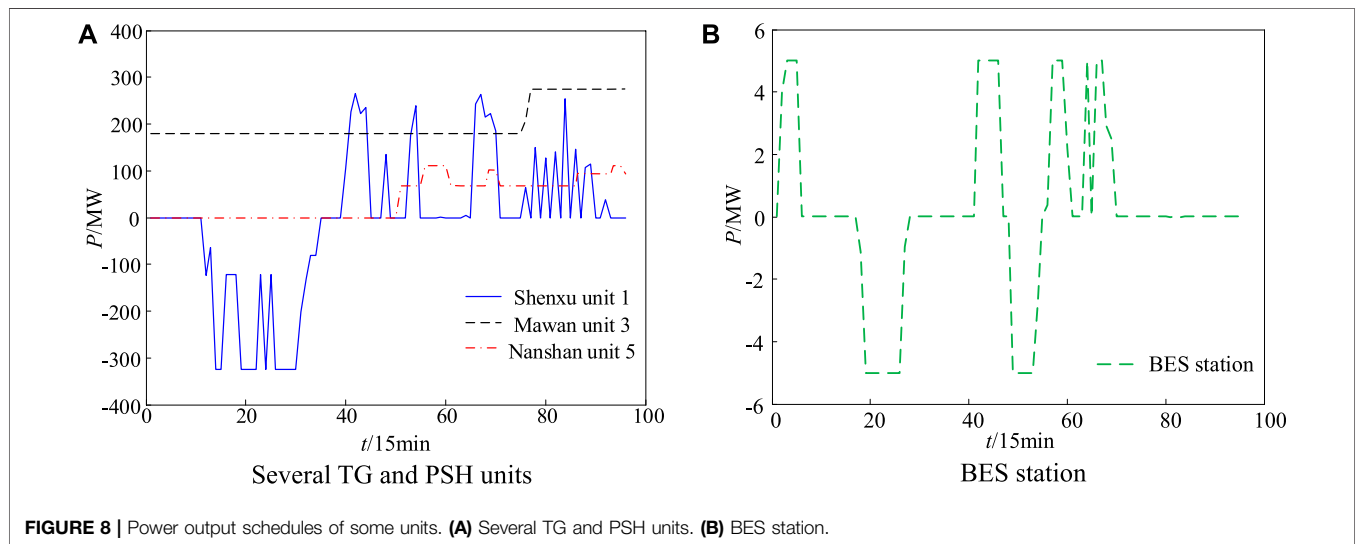 A
400
300
200
100
0
-100
-200
-300
-400
P/MW
0
20
40
60
80
100
t/15min
Shenxu unit 1
Mawan unit 3
Nanshan unit 5
Several TG and PSH units
B
6
4
2
0
-2
-4
-6
P/MW
0
20
40
60
80
100
t/15min
BES station
BES station
FIGURE 8 | Power output schedules of some units. (A) Several TG and PSH units. (B) BES station.